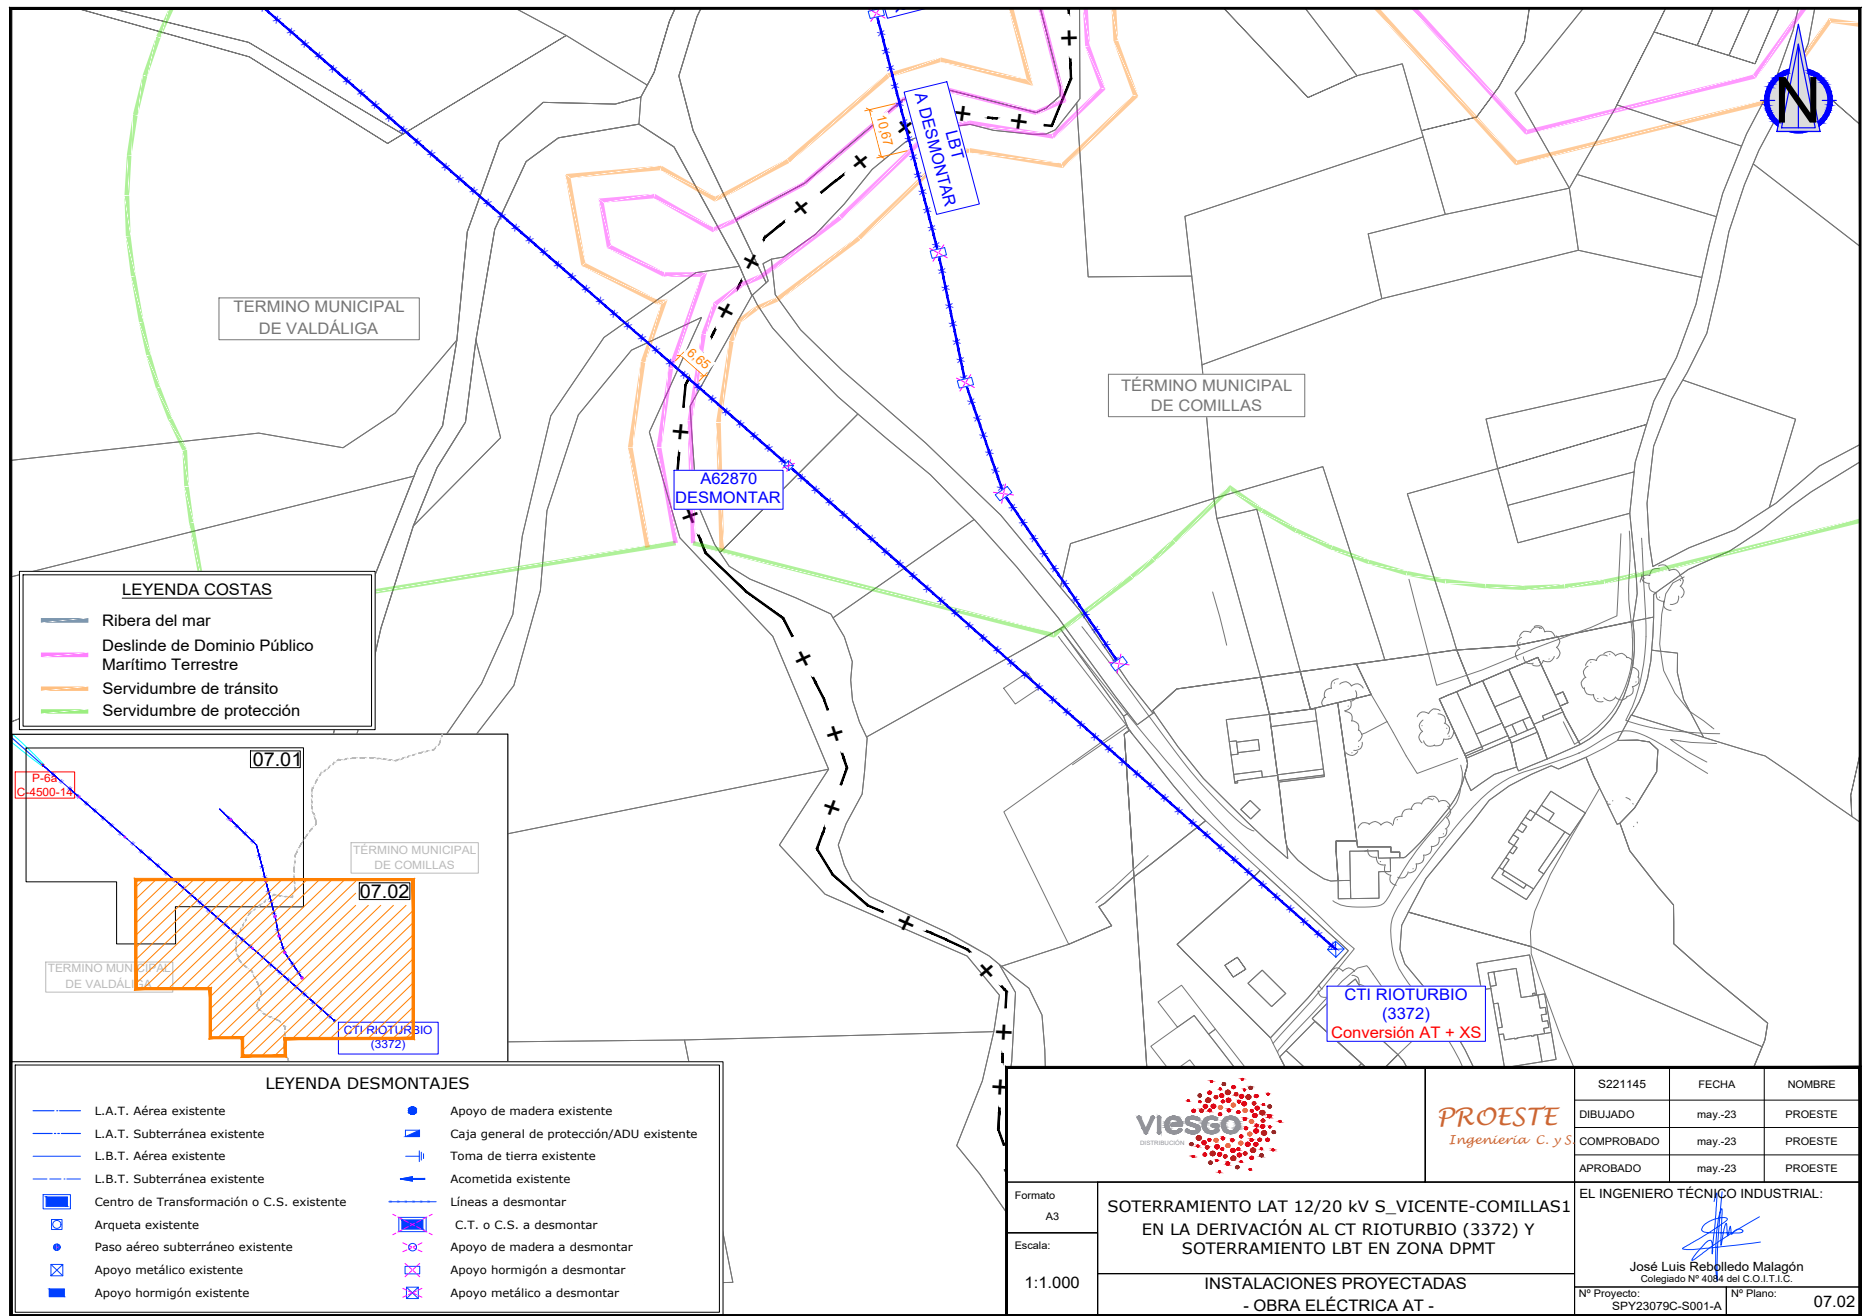 N
LBT
A DESMONTAR
10,67
6,65
TERMINO MUNICIPAL
DE VALDÁLIGA
TÉRMINO MUNICIPAL
DE COMILLAS
A62870
DESMONTAR
LEYENDA COSTAS
Ribera del mar
Deslinde de Dominio Público
Marítimo Terrestre
Servidumbre de tránsito
Servidumbre de protección
07.01
P-6a
C-4500-14
TÉRMINO MUNICIPAL
DE COMILLAS
07.02
TERMINO MUNICIPAL
DE VALDÁLIGA
CTI RIOTURBIO
(3372)
CTI RIOTURBIO
(3372)
Conversión AT + XS
LEYENDA DESMONTAJES
L.A.T. Aérea existente
L.A.T. Subterránea existente
L.B.T. Aérea existente
L.B.T. Subterránea existente
Centro de Transformación o C.S. existente
Arqueta existente
Paso aéreo subterráneo existente
Apoyo metálico existente
Apoyo hormigón existente
Apoyo de madera existente
Caja general de protección/ADU existente
Toma de tierra existente
Acometida existente
Líneas a desmontar
C.T. o C.S. a desmontar
Apoyo de madera a desmontar
Apoyo hormigón a desmontar
Apoyo metálico a desmontar
viesgo
DISTRIBUCIÓN
PROESTE
Ingeniería C. y S.
S221145 FECHA NOMBRE
DIBUJADO may.-23 PROESTE
COMPROBADO may.-23 PROESTE
APROBADO may.-23 PROESTE
Formato
A3
Escala:
1:1.000
SOTERRAMIENTO LAT 12/20 kV S_VICENTE-COMILLAS1
EN LA DERIVACIÓN AL CT RIOTURBIO (3372) Y
SOTERRAMIENTO LBT EN ZONA DPMT
INSTALACIONES PROYECTADAS
- OBRA ELÉCTRICA AT -
EL INGENIERO TÉCNICO INDUSTRIAL:
José Luis Rebolledo Malagón
Colegiado Nº 4084 del C.O.I.T.I.C.
Nº Proyecto:
SPY23079C-S001-A
Nº Plano:
07.02